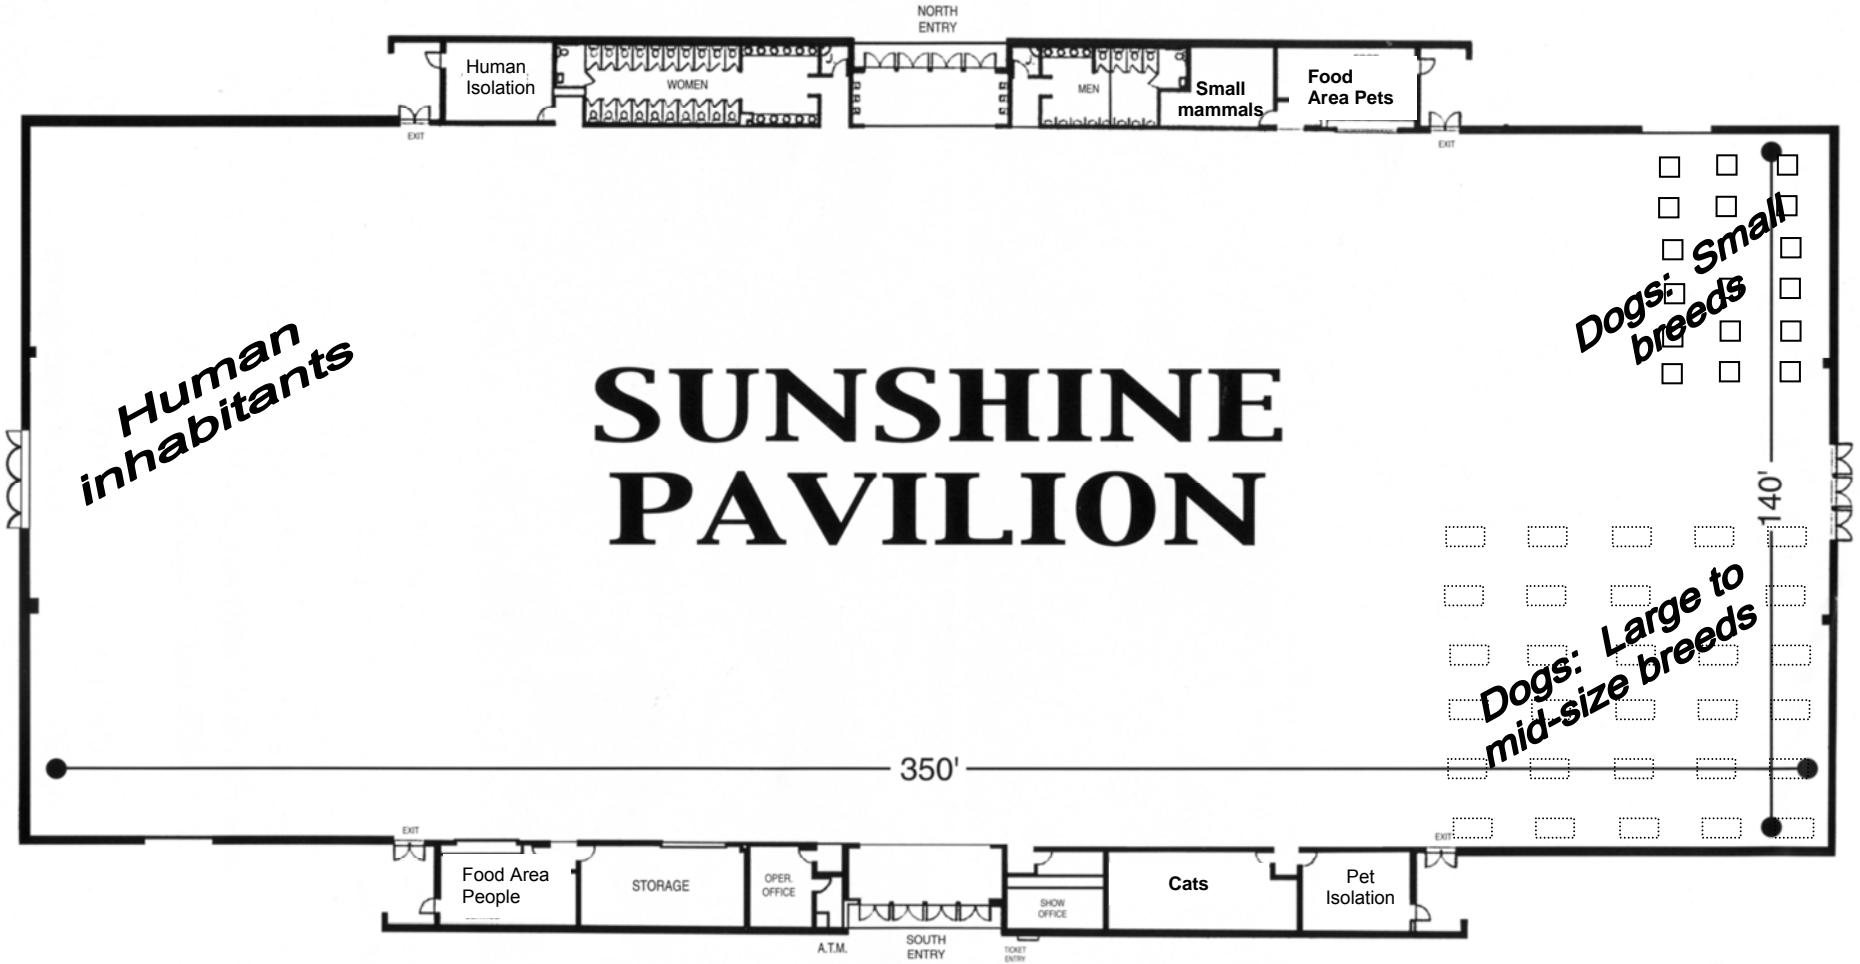 NORTH
ENTRY
Human
Isolation
WOMEN
MEN
Small
mammals
Food
Area Pets
EXIT
EXIT
Dogs: Small
breeds
Human
inhabitants
SUNSHINE
PAVILION
140'
Dogs: Large to
mid-size breeds
350'
EXIT
EXIT
Food Area
People
STORAGE
OPER.
OFFICE
SHOW
OFFICE
Cats
Pet
Isolation
A.T.M.
SOUTH
ENTRY
TICKET
ENTRY